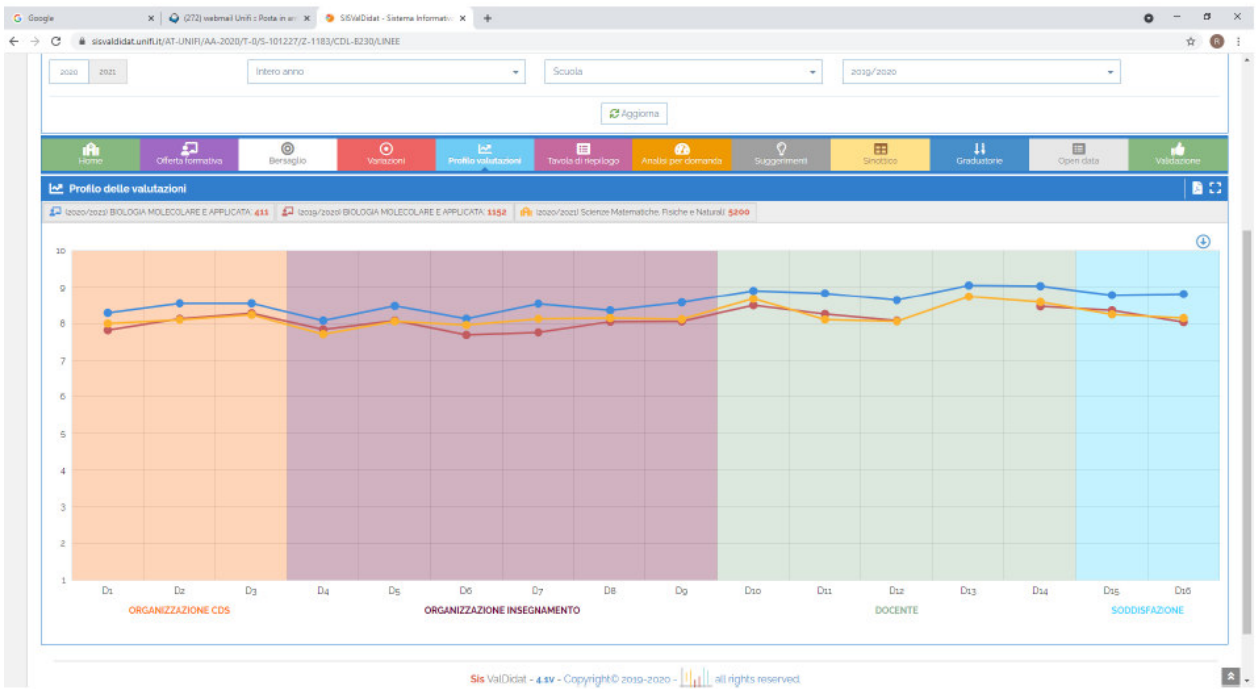 Google
(272) webmail Unifi :: Posta in arr
SISValDidat - Sistema Informativo
sisvaldidat.unifi.it/AT-UNIFI/AA-2020/T-0/S-101227/Z-1183/CDL-B230/LINEE
R
2020 2021 Intero anno Scuola 2019/2020
Aggiorna
Home Offerta formativa Bersaglio Variazioni Profilo valutazioni Tavola di riepilogo Analisi per domanda Suggerimenti Sinottico Graduatorie Open data Validazione
Profilo delle valutazioni
(2020/2021) BIOLOGIA MOLECOLARE E APPLICATA: 411 (2019/2020) BIOLOGIA MOLECOLARE E APPLICATA: 1152 (2020/2021) Scienze Matematiche, Fisiche e Naturali: 5200
10
9
8
7
6
5
4
3
2
1
D1 D2 D3 D4 D5 D6 D7 D8 D9 D10 D11 D12 D13 D14 D15 D16
ORGANIZZAZIONE CDS ORGANIZZAZIONE INSEGNAMENTO DOCENTE SODDISFAZIONE
Sis ValDidat - 4.sv - Copyright© 2019-2020 - all rights reserved.